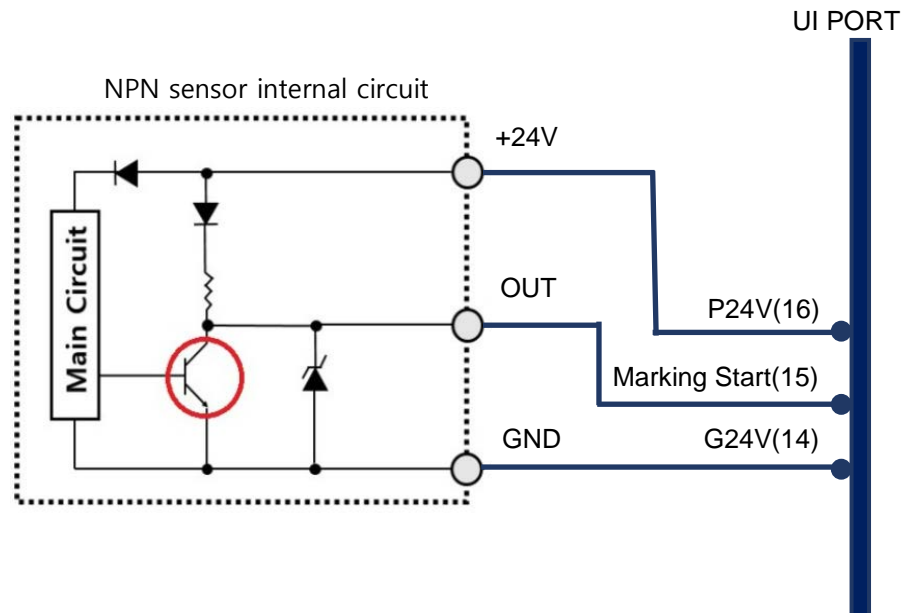 UI PORT
NPN sensor internal circuit
+24V
Main Circuit
OUT
P24V(16)
Marking Start(15)
GND
G24V(14)